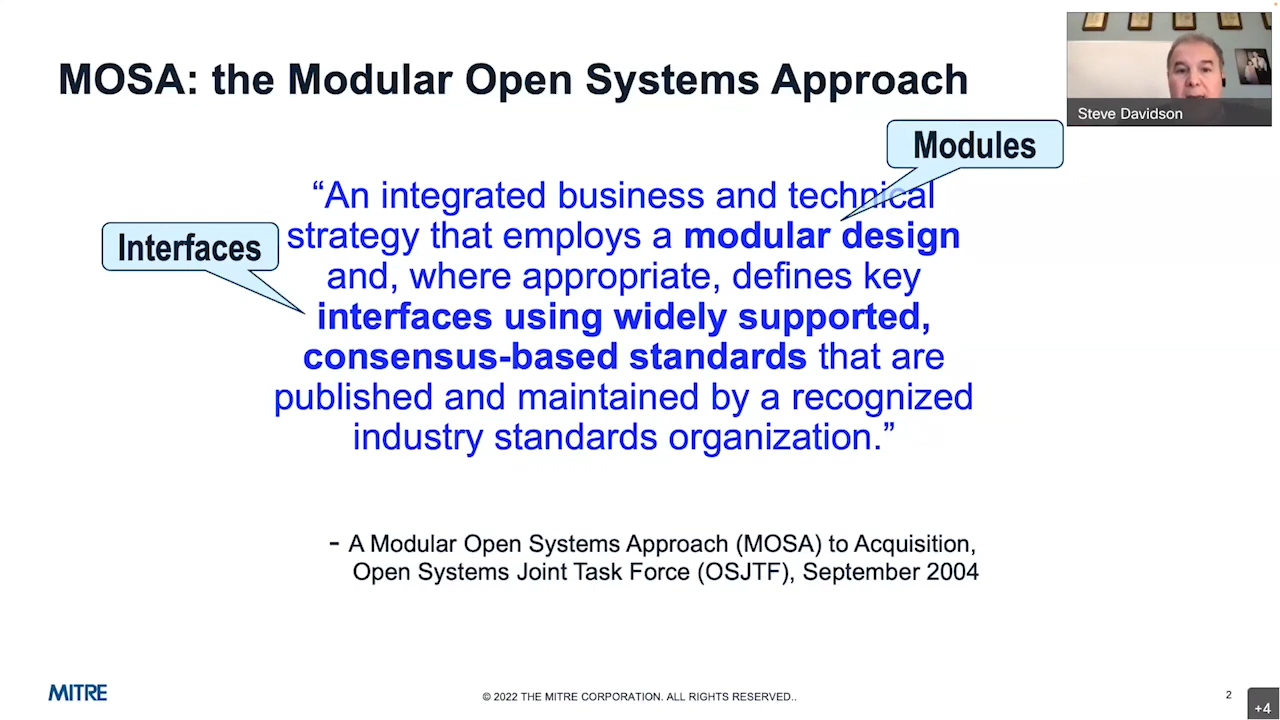 MOSA: the Modular Open Systems Approach
Steve Davidson
Modules
“An integrated business and technical
Interfaces
strategy that employs a modular design
and, where appropriate, defines key
interfaces using widely supported,
consensus-based standards that are
published and maintained by a recognized
industry standards organization.”
- A Modular Open Systems Approach (MOSA) to Acquisition,
Open Systems Joint Task Force (OSJTF), September 2004
MITRE
© 2022 THE MITRE CORPORATION. ALL RIGHTS RESERVED..
2
+4